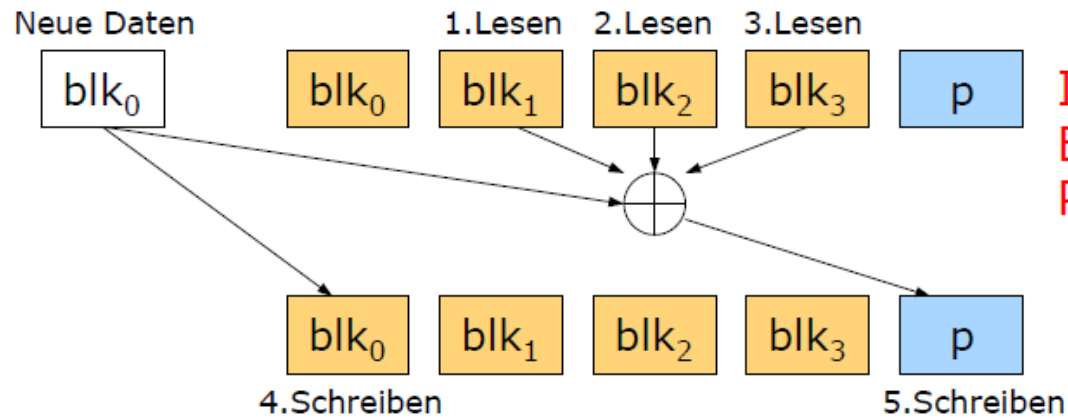 Neue Daten 1.Lesen 2.Lesen 3.Lesen
blk₀ blk₀ blk₁ blk₂ blk₃ p
blk₀ blk₁ blk₂ blk₃ p
4.Schreiben 5.Schreiben